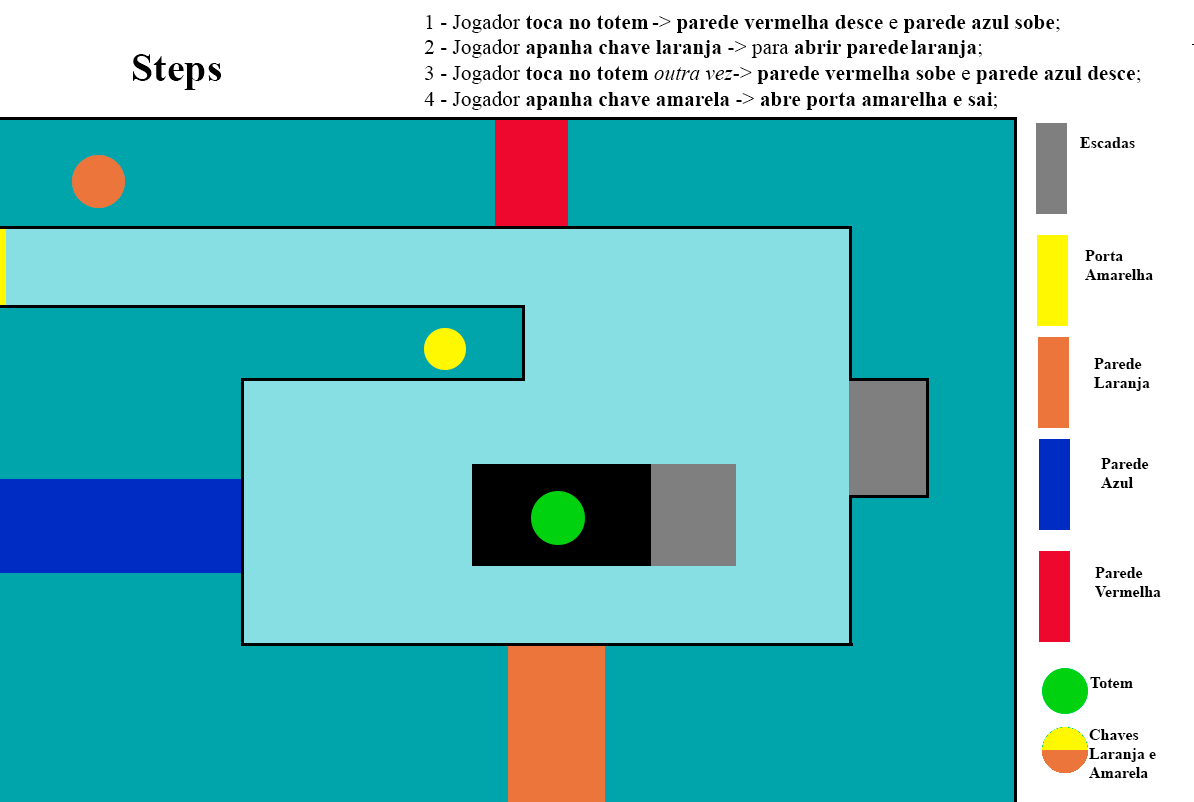 Steps
1 - Jogador toca no totem -> parede vermelha desce e parede azul sobe;
2 - Jogador apanha chave laranja -> para abrir parede laranja;
3 - Jogador toca no totem outra vez-> parede vermelha sobe e parede azul desce;
4 - Jogador apanha chave amarela -> abre porta amarelha e sai;
Escadas
Porta
Amarelha
Parede
Laranja
Parede
Azul
Parede
Vermelha
Totem
Chaves
Laranja e
Amarela